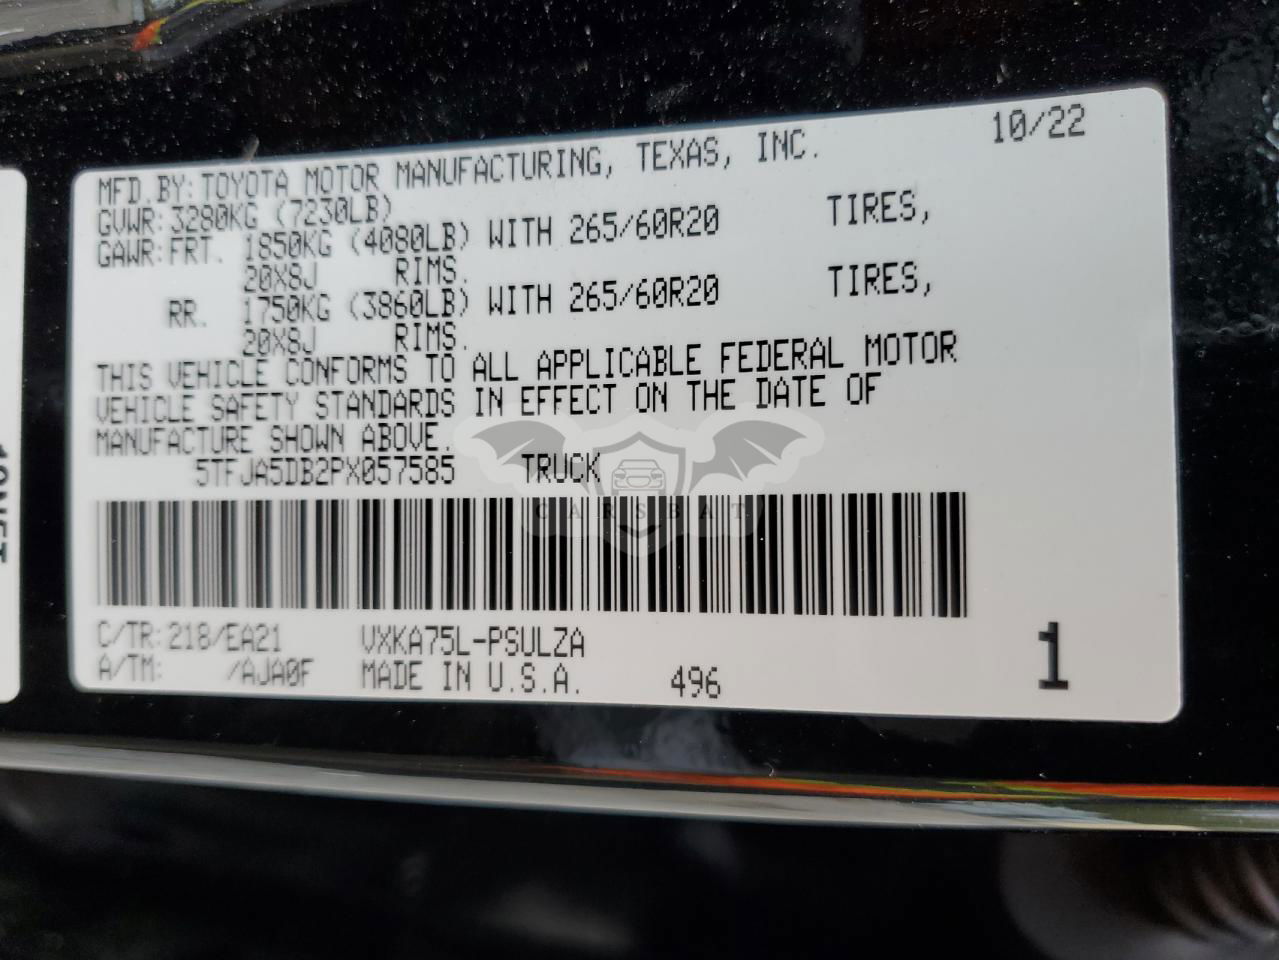 MFD.BY:TOYOTA MOTOR MANUFACTURING, TEXAS, INC. 10/22
GVWR:3280KG (7230LB)
GAWR:FRT. 1850KG (4080LB) WITH 265/60R20 TIRES,
20X8J RIMS.
RR. 1750KG (3860LB) WITH 265/60R20 TIRES,
20X8J RIMS.
THIS VEHICLE CONFORMS TO ALL APPLICABLE FEDERAL MOTOR
VEHICLE SAFETY STANDARDS IN EFFECT ON THE DATE OF
MANUFACTURE SHOWN ABOVE.
5TFJA5DB2PX057585 TRUCK
CARSBAT
C/TR:218/EA21 VXKA75L-PSULZA
A/TM: /AJA0F MADE IN U.S.A. 496
1